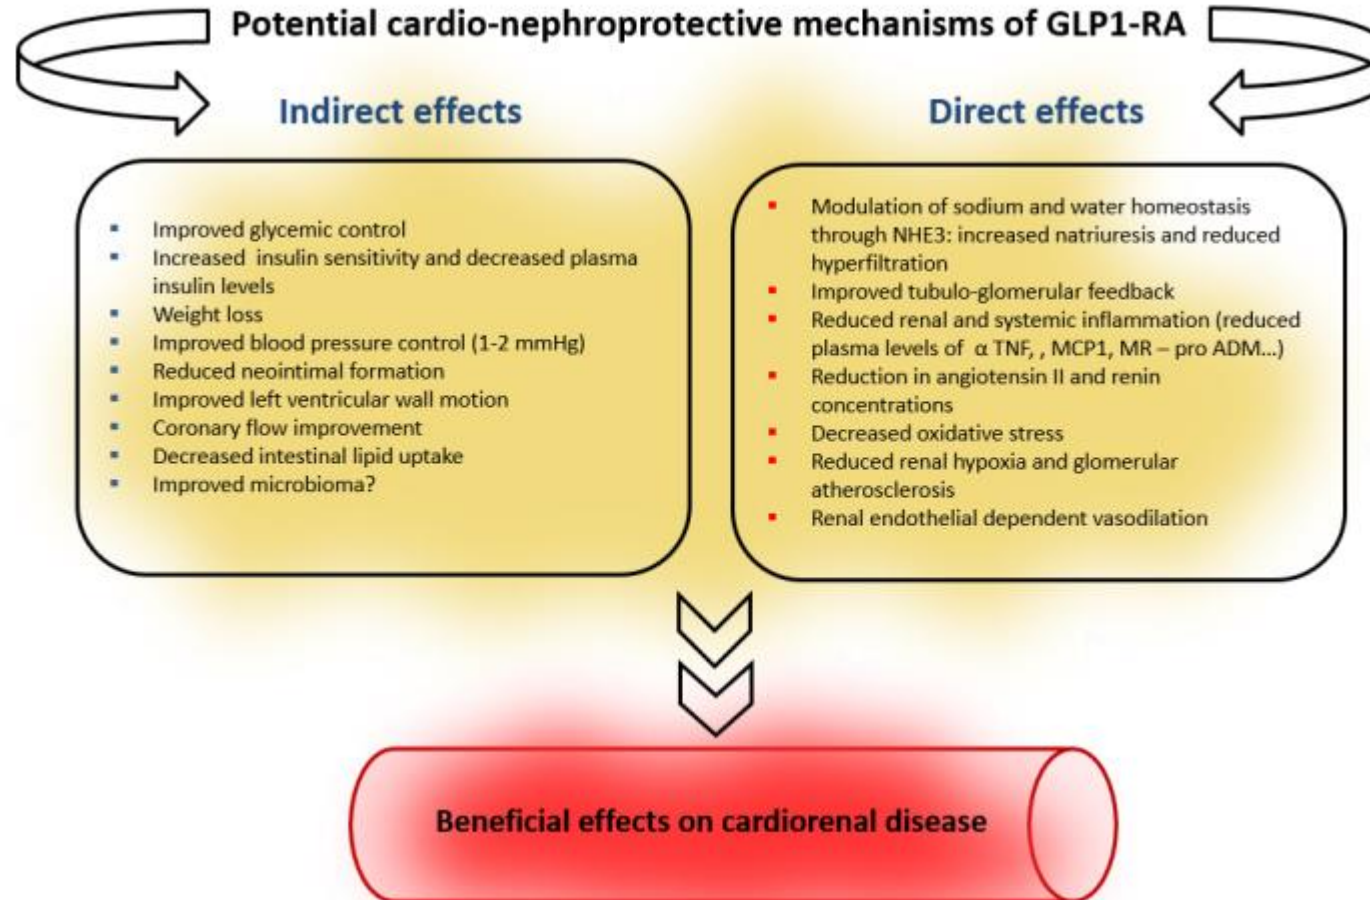 Potential cardio-nephroprotective mechanisms of GLP1-RA
Indirect effects
▪ Improved glycemic control
▪ Increased insulin sensitivity and decreased plasma
insulin levels
▪ Weight loss
▪ Improved blood pressure control (1-2 mmHg)
▪ Reduced neointimal formation
▪ Improved left ventricular wall motion
▪ Coronary flow improvement
▪ Decreased intestinal lipid uptake
▪ Improved microbioma?
Direct effects
▪ Modulation of sodium and water homeostasis
through NHE3: increased natriuresis and reduced
hyperfiltration
▪ Improved tubulo-glomerular feedback
▪ Reduced renal and systemic inflammation (reduced
plasma levels of α TNF, , MCP1, MR – pro ADM...)
▪ Reduction in angiotensin II and renin
concentrations
▪ Decreased oxidative stress
▪ Reduced renal hypoxia and glomerular
atherosclerosis
▪ Renal endothelial dependent vasodilation
Beneficial effects on cardiorenal disease